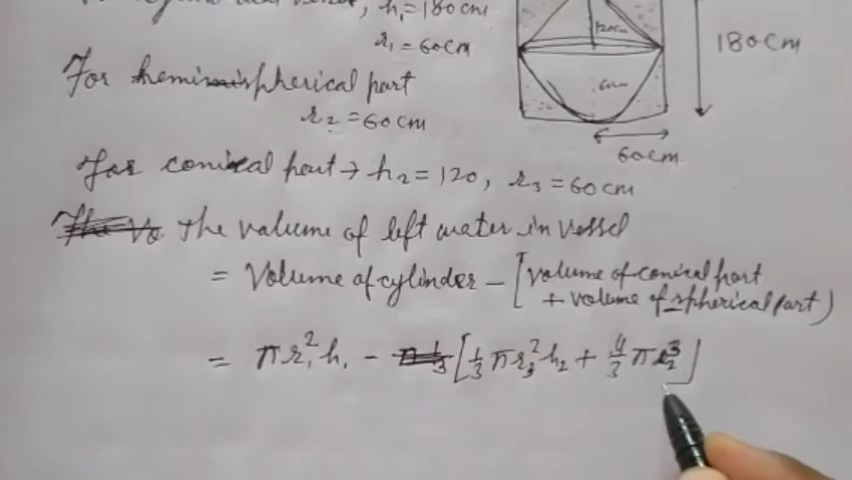 h₁ = 180 cm
r₁ = 60 cm
120cm
180 cm
For hemispherical part
60cm
r₂ = 60 cm
60 cm
for conical part → h₂ = 120, r₃ = 60 cm
The volume of left water in vessel
= Volume of cylinder - [volume of conical part
+ volume of spherical part)
= πr₁²h₁ - [1/3 πr₃²h₂ + 4/3 πr₂³]